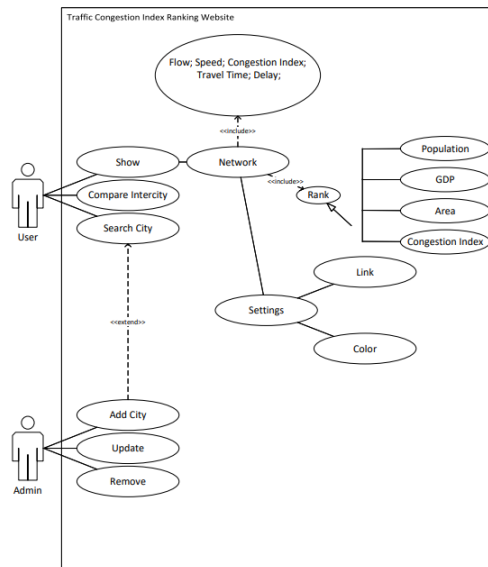 Traffic Congestion Index Ranking Website
Flow; Speed; Congestion Index;
Travel Time; Delay;
<<include>>
Show
Network
Population
<<include>>
GDP
Compare Intercity
Rank
Area
Search City
User
Congestion Index
Link
Settings
<<extend>>
Color
Add City
Update
Remove
Admin